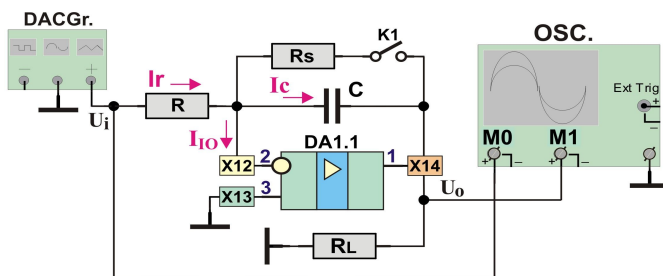 DACGr.
OSC.
K1
Rs
Ir
Ic
C
R
Ui
IIO
DA1.1
Ext Trig
+
–
M0
M1
+
–
+
–
X12
2
1
X14
X13
3
Uo
RL
–
+